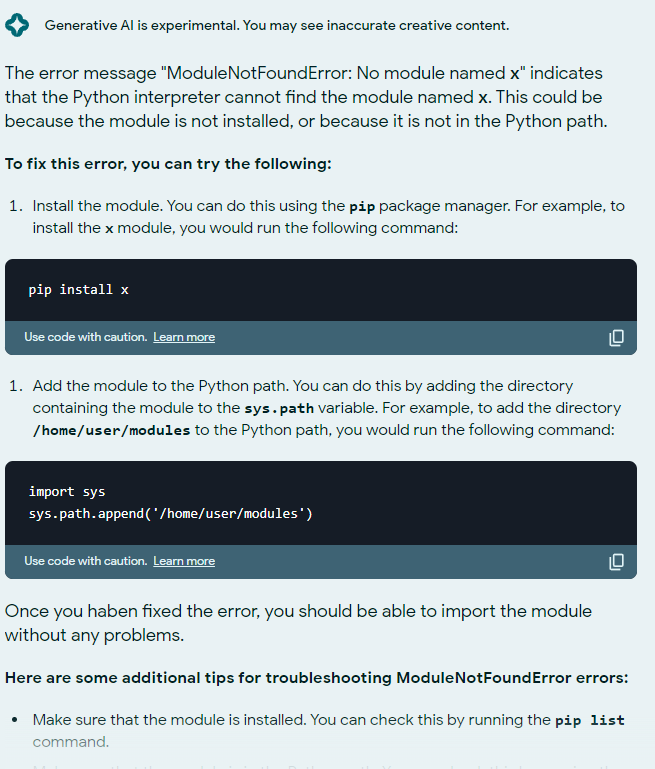 Generative AI is experimental. You may see inaccurate creative content.
The error message "ModuleNotFoundError: No module named x" indicates
that the Python interpreter cannot find the module named x. This could be
because the module is not installed, or because it is not in the Python path.
To fix this error, you can try the following:
1. Install the module. You can do this using the pip package manager. For example, to
install the x module, you would run the following command:
pip install x
Use code with caution. Learn more
1. Add the module to the Python path. You can do this by adding the directory
containing the module to the sys.path variable. For example, to add the directory
/home/user/modules to the Python path, you would run the following command:
import sys
sys.path.append('/home/user/modules')
Use code with caution. Learn more
Once you haben fixed the error, you should be able to import the module
without any problems.
Here are some additional tips for troubleshooting ModuleNotFoundError errors:
• Make sure that the module is installed. You can check this by running the pip list
command.